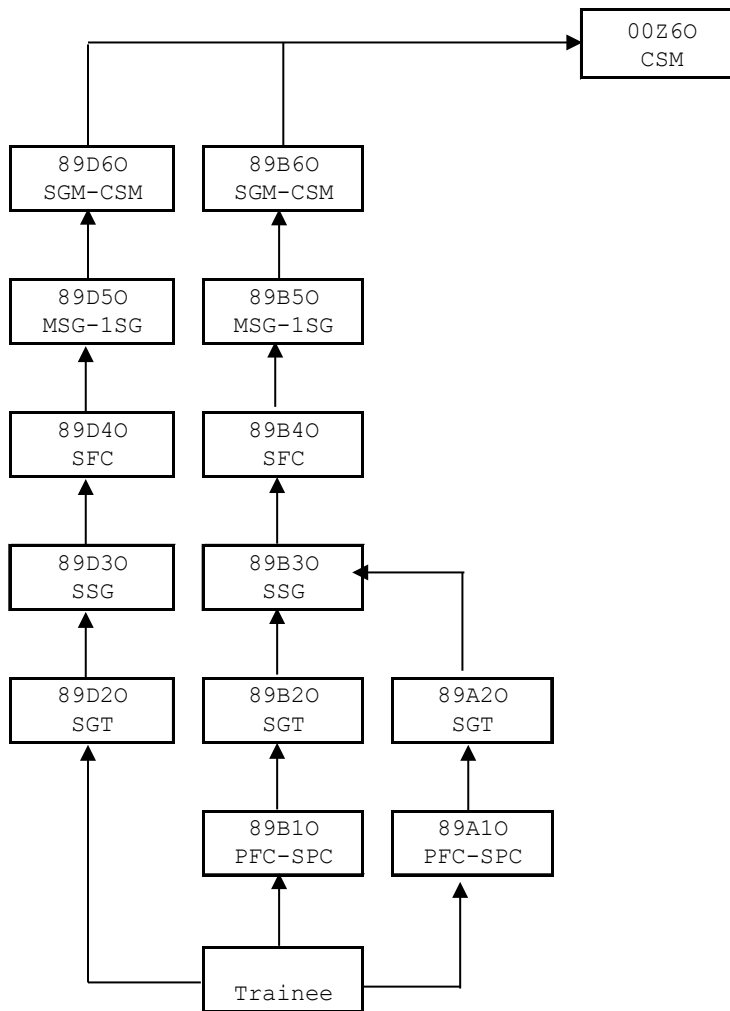 00Z6O
CSM
89D6O
SGM-CSM
89B6O
SGM-CSM
89D5O
MSG-1SG
89B5O
MSG-1SG
89D4O
SFC
89B4O
SFC
89D3O
SSG
89B3O
SSG
89D2O
SGT
89B2O
SGT
89A2O
SGT
89B1O
PFC-SPC
89A1O
PFC-SPC
Trainee